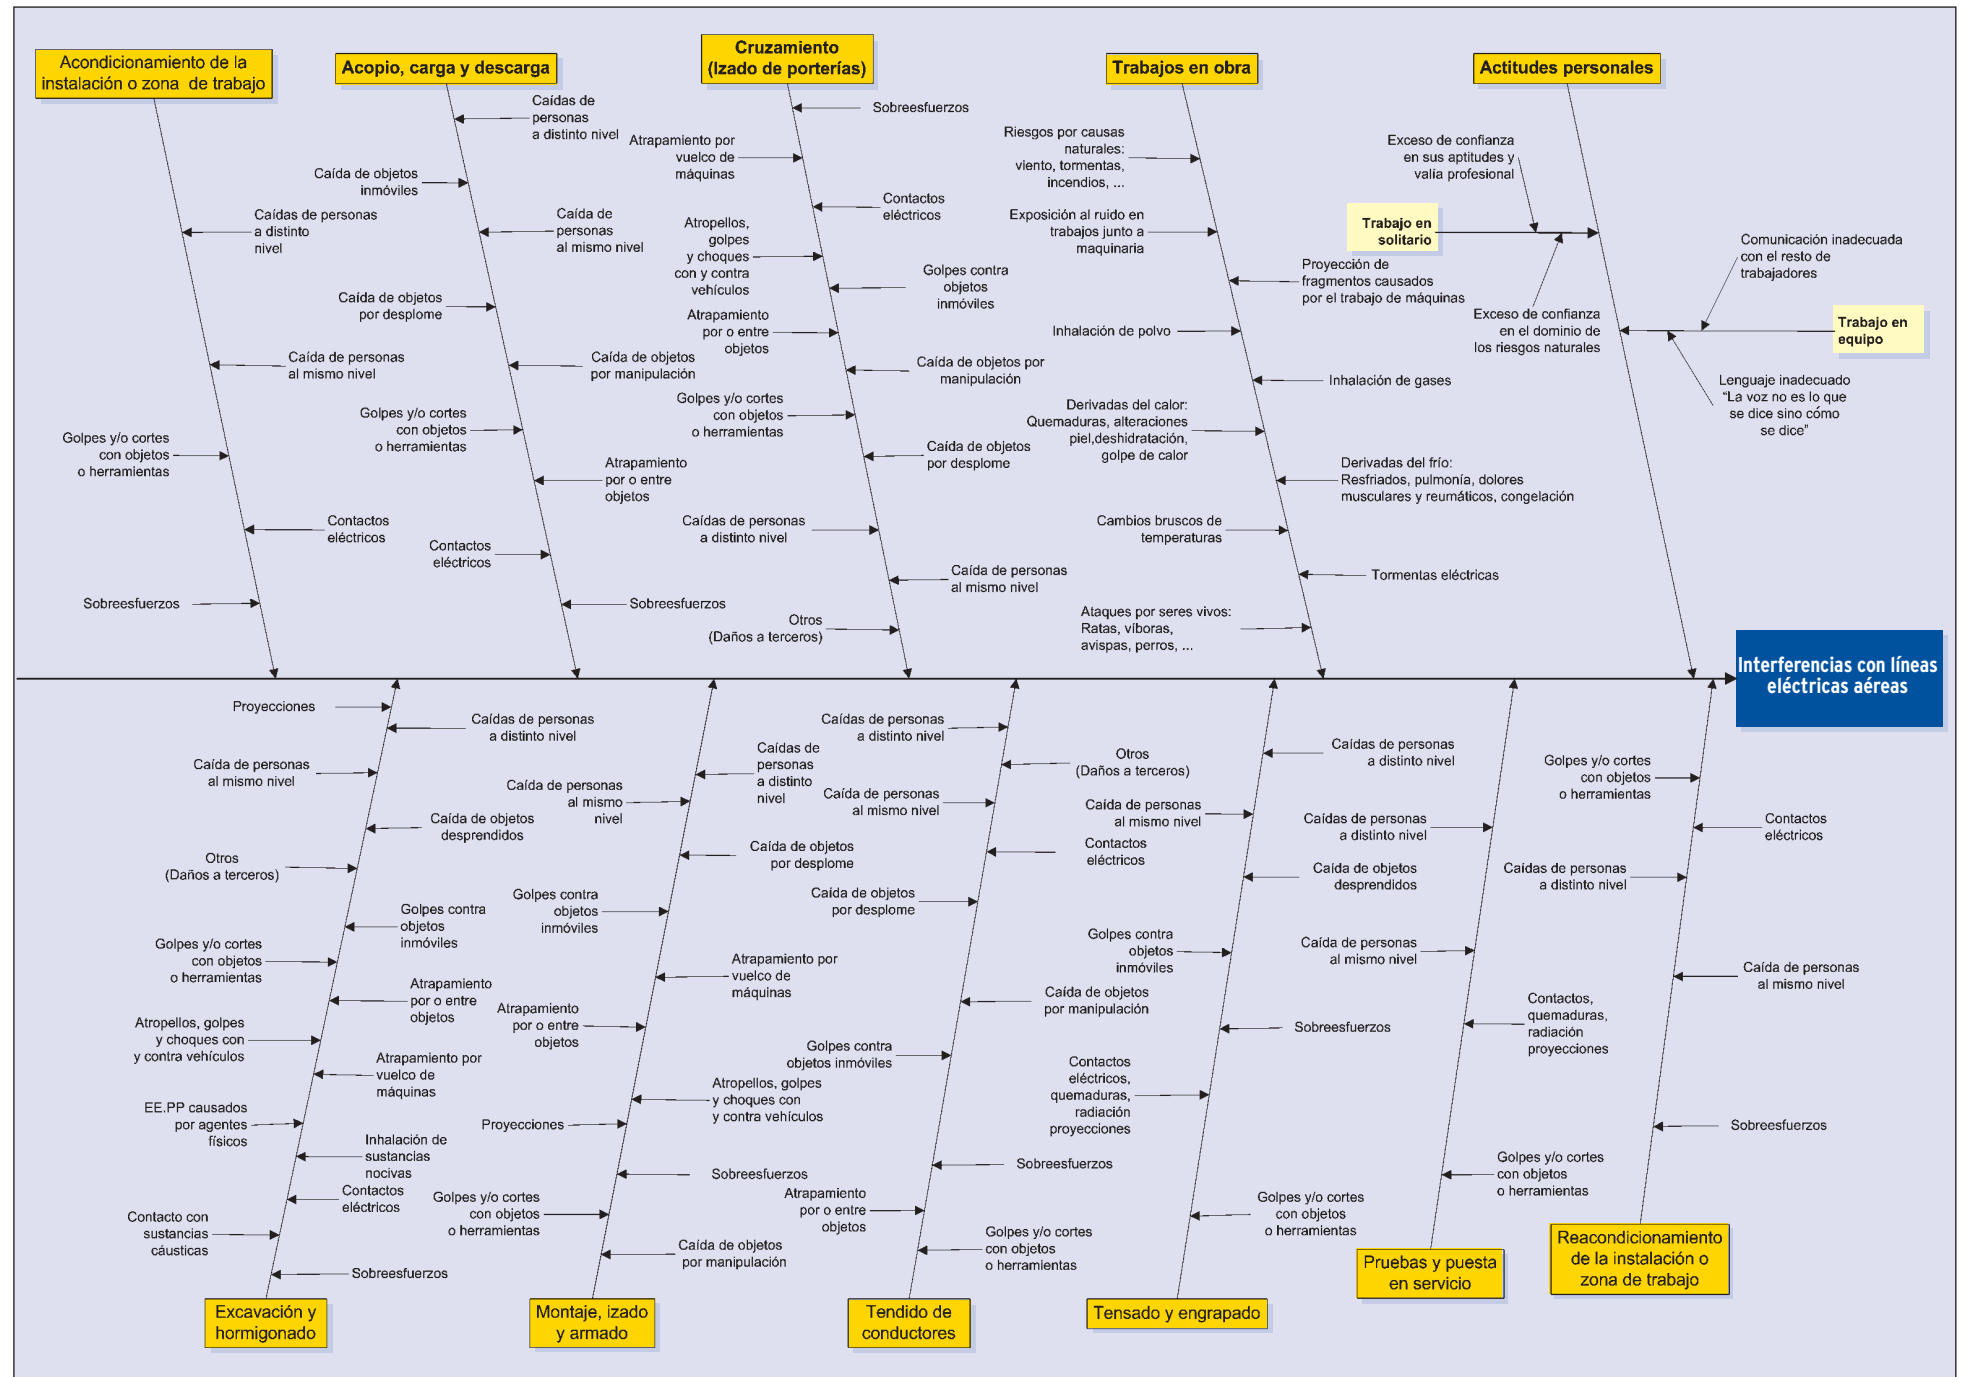 Acondicionamiento de la
instalación o zona  de trabajo
Acopio, carga y descarga
Cruzamiento
(Izado de porterías)
Trabajos en obra
Actitudes personales
Caídas de personas
a distinto
nivel
Caída de personas
al mismo nivel
Golpes y/o cortes
con objetos
o herramientas
Contactos
eléctricos
Sobreesfuerzos
Caídas de
personas
a distinto nivel
Caída de objetos
inmóviles
Caída de
personas
al mismo nivel
Caída de objetos
por desplome
Caída de objetos
por manipulación
Golpes y/o cortes
con objetos
o herramientas
Atrapamiento
por o entre
objetos
Contactos
eléctricos
Sobreesfuerzos
Sobreesfuerzos
Atrapamiento por
vuelco de
máquinas
Contactos
eléctricos
Atropellos,
golpes
y choques
con y contra
vehículos
Golpes contra
objetos
inmóviles
Atrapamiento
por o entre
objetos
Caída de objetos por
manipulación
Golpes y/o cortes
con objetos
o herramientas
Caída de objetos
por desplome
Caídas de personas
a distinto nivel
Caída de personas
al mismo nivel
Otros
(Daños a terceros)
Riesgos por causas
naturales:
viento, tormentas,
incendios, ...
Exposición al ruido en
trabajos junto a
maquinaria
Proyección de
fragmentos causados
por el trabajo de máquinas
Inhalación de polvo
Inhalación de gases
Derivadas del calor:
Quemaduras, alteraciones
piel,deshidratación,
golpe de calor
Derivadas del frío:
Resfriados, pulmonía, dolores
musculares y reumáticos, congelación
Cambios bruscos de
temperaturas
Tormentas eléctricas
Ataques por seres vivos:
Ratas, víboras,
avispas, perros, ...
Exceso de confianza
en sus aptitudes y
valía profesional
Trabajo en
solitario
Exceso de confianza
en el dominio de
los riesgos naturales
Comunicación inadecuada
con el resto de
trabajadores
Trabajo en
equipo
Lenguaje inadecuado
“La voz no es lo que
se dice sino cómo
se dice”
Interferencias con líneas
eléctricas aéreas
Proyecciones
Caídas de personas
a distinto nivel
Caída de personas
al mismo nivel
Caída de objetos
desprendidos
Otros
(Daños a terceros)
Golpes contra
objetos
inmóviles
Golpes y/o cortes
con objetos
o herramientas
Atrapamiento
por o entre
objetos
Atropellos, golpes
y choques con
y contra vehículos
Atrapamiento por
vuelco de
máquinas
EE.PP causados
por agentes
físicos
Inhalación de
sustancias
nocivas
Contactos
eléctricos
Contacto con
sustancias
cáusticas
Sobreesfuerzos
Excavación y
hormigonado
Caídas de
personas
a distinto
nivel
Caída de personas
al mismo
nivel
Caída de objetos
por desplome
Golpes contra
objetos
inmóviles
Atrapamiento por
vuelco de
máquinas
Atrapamiento
por o entre
objetos
Atropellos, golpes
y choques con
y contra vehículos
Proyecciones
Sobreesfuerzos
Golpes y/o cortes
con objetos
o herramientas
Caída de objetos
por manipulación
Montaje, izado
y armado
Caídas de personas
a distinto nivel
Otros
(Daños a terceros)
Caída de personas
al mismo nivel
Contactos
eléctricos
Caída de objetos
por desplome
Caída de objetos
por manipulación
Golpes contra
objetos inmóviles
Sobreesfuerzos
Atrapamiento
por o entre
objetos
Golpes y/o cortes
con objetos
o herramientas
Tendido de
conductores
Caídas de personas
a distinto nivel
Caída de personas
al mismo nivel
Caída de objetos
desprendidos
Golpes contra
objetos
inmóviles
Sobreesfuerzos
Contactos
eléctricos,
quemaduras,
radiación
proyecciones
Golpes y/o cortes
con objetos
o herramientas
Tensado y engrapado
Caídas de personas
a distinto nivel
Caída de personas
al mismo nivel
Contactos,
quemaduras,
radiación
proyecciones
Golpes y/o cortes
con objetos
o herramientas
Pruebas y puesta
en servicio
Golpes y/o cortes
con objetos
o herramientas
Contactos
eléctricos
Caídas de personas
a distinto nivel
Caída de personas
al mismo nivel
Sobreesfuerzos
Reacondicionamiento
de la instalación o
zona de trabajo